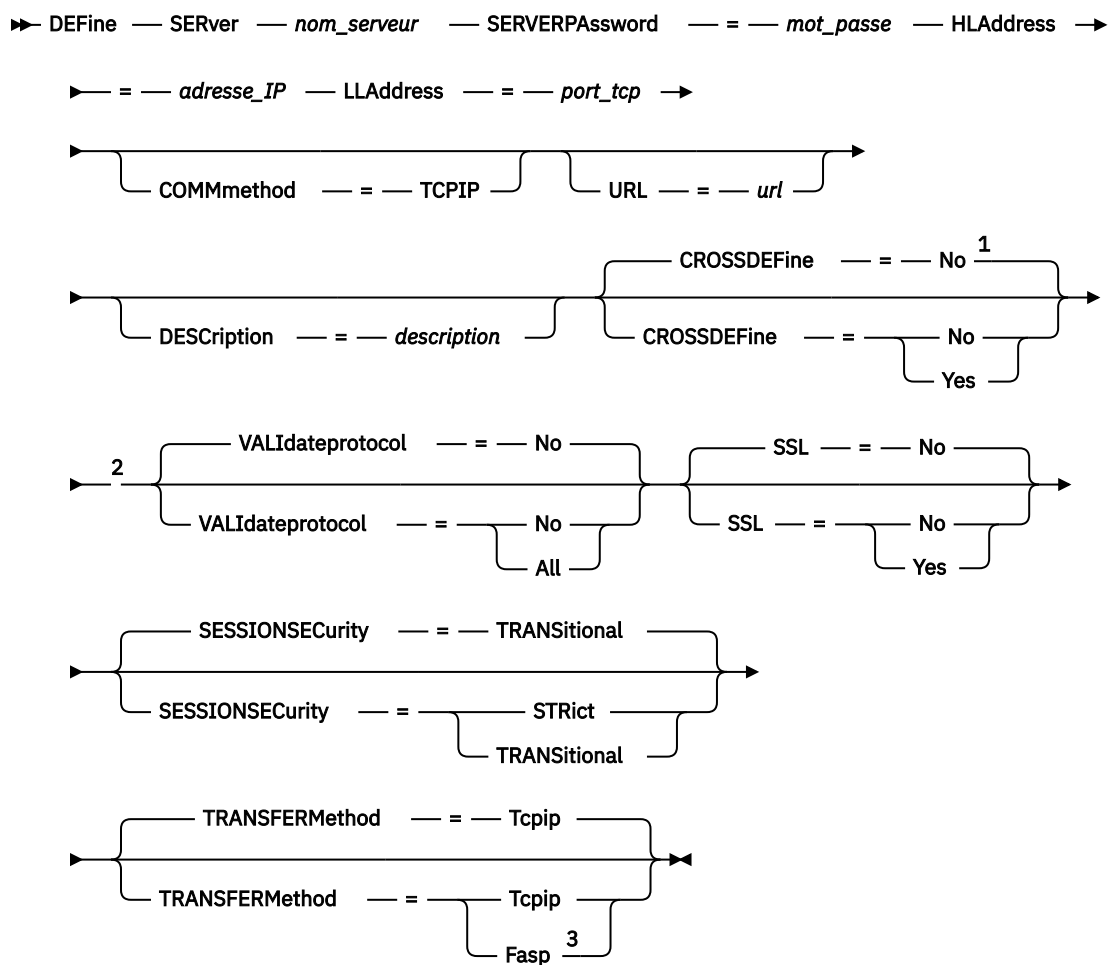 DEFine SERver nom_serveur SERVERPAssword = mot_passe HLAddress
= adresse_IP LLAddress = port_tcp
COMMmethod = TCPIP URL = url
CROSSDEFine = No 1
DESCription = description CROSSDEFine = No
Yes
2 VALIdateprotocol = No SSL = No
VALIdateprotocol = No SSL = No
All Yes
SESSIONSECurity = TRANSitional
SESSIONSECurity = STRict
TRANSitional
TRANSFERMethod = Tcpip
TRANSFERMethod = Tcpip
Fasp 3